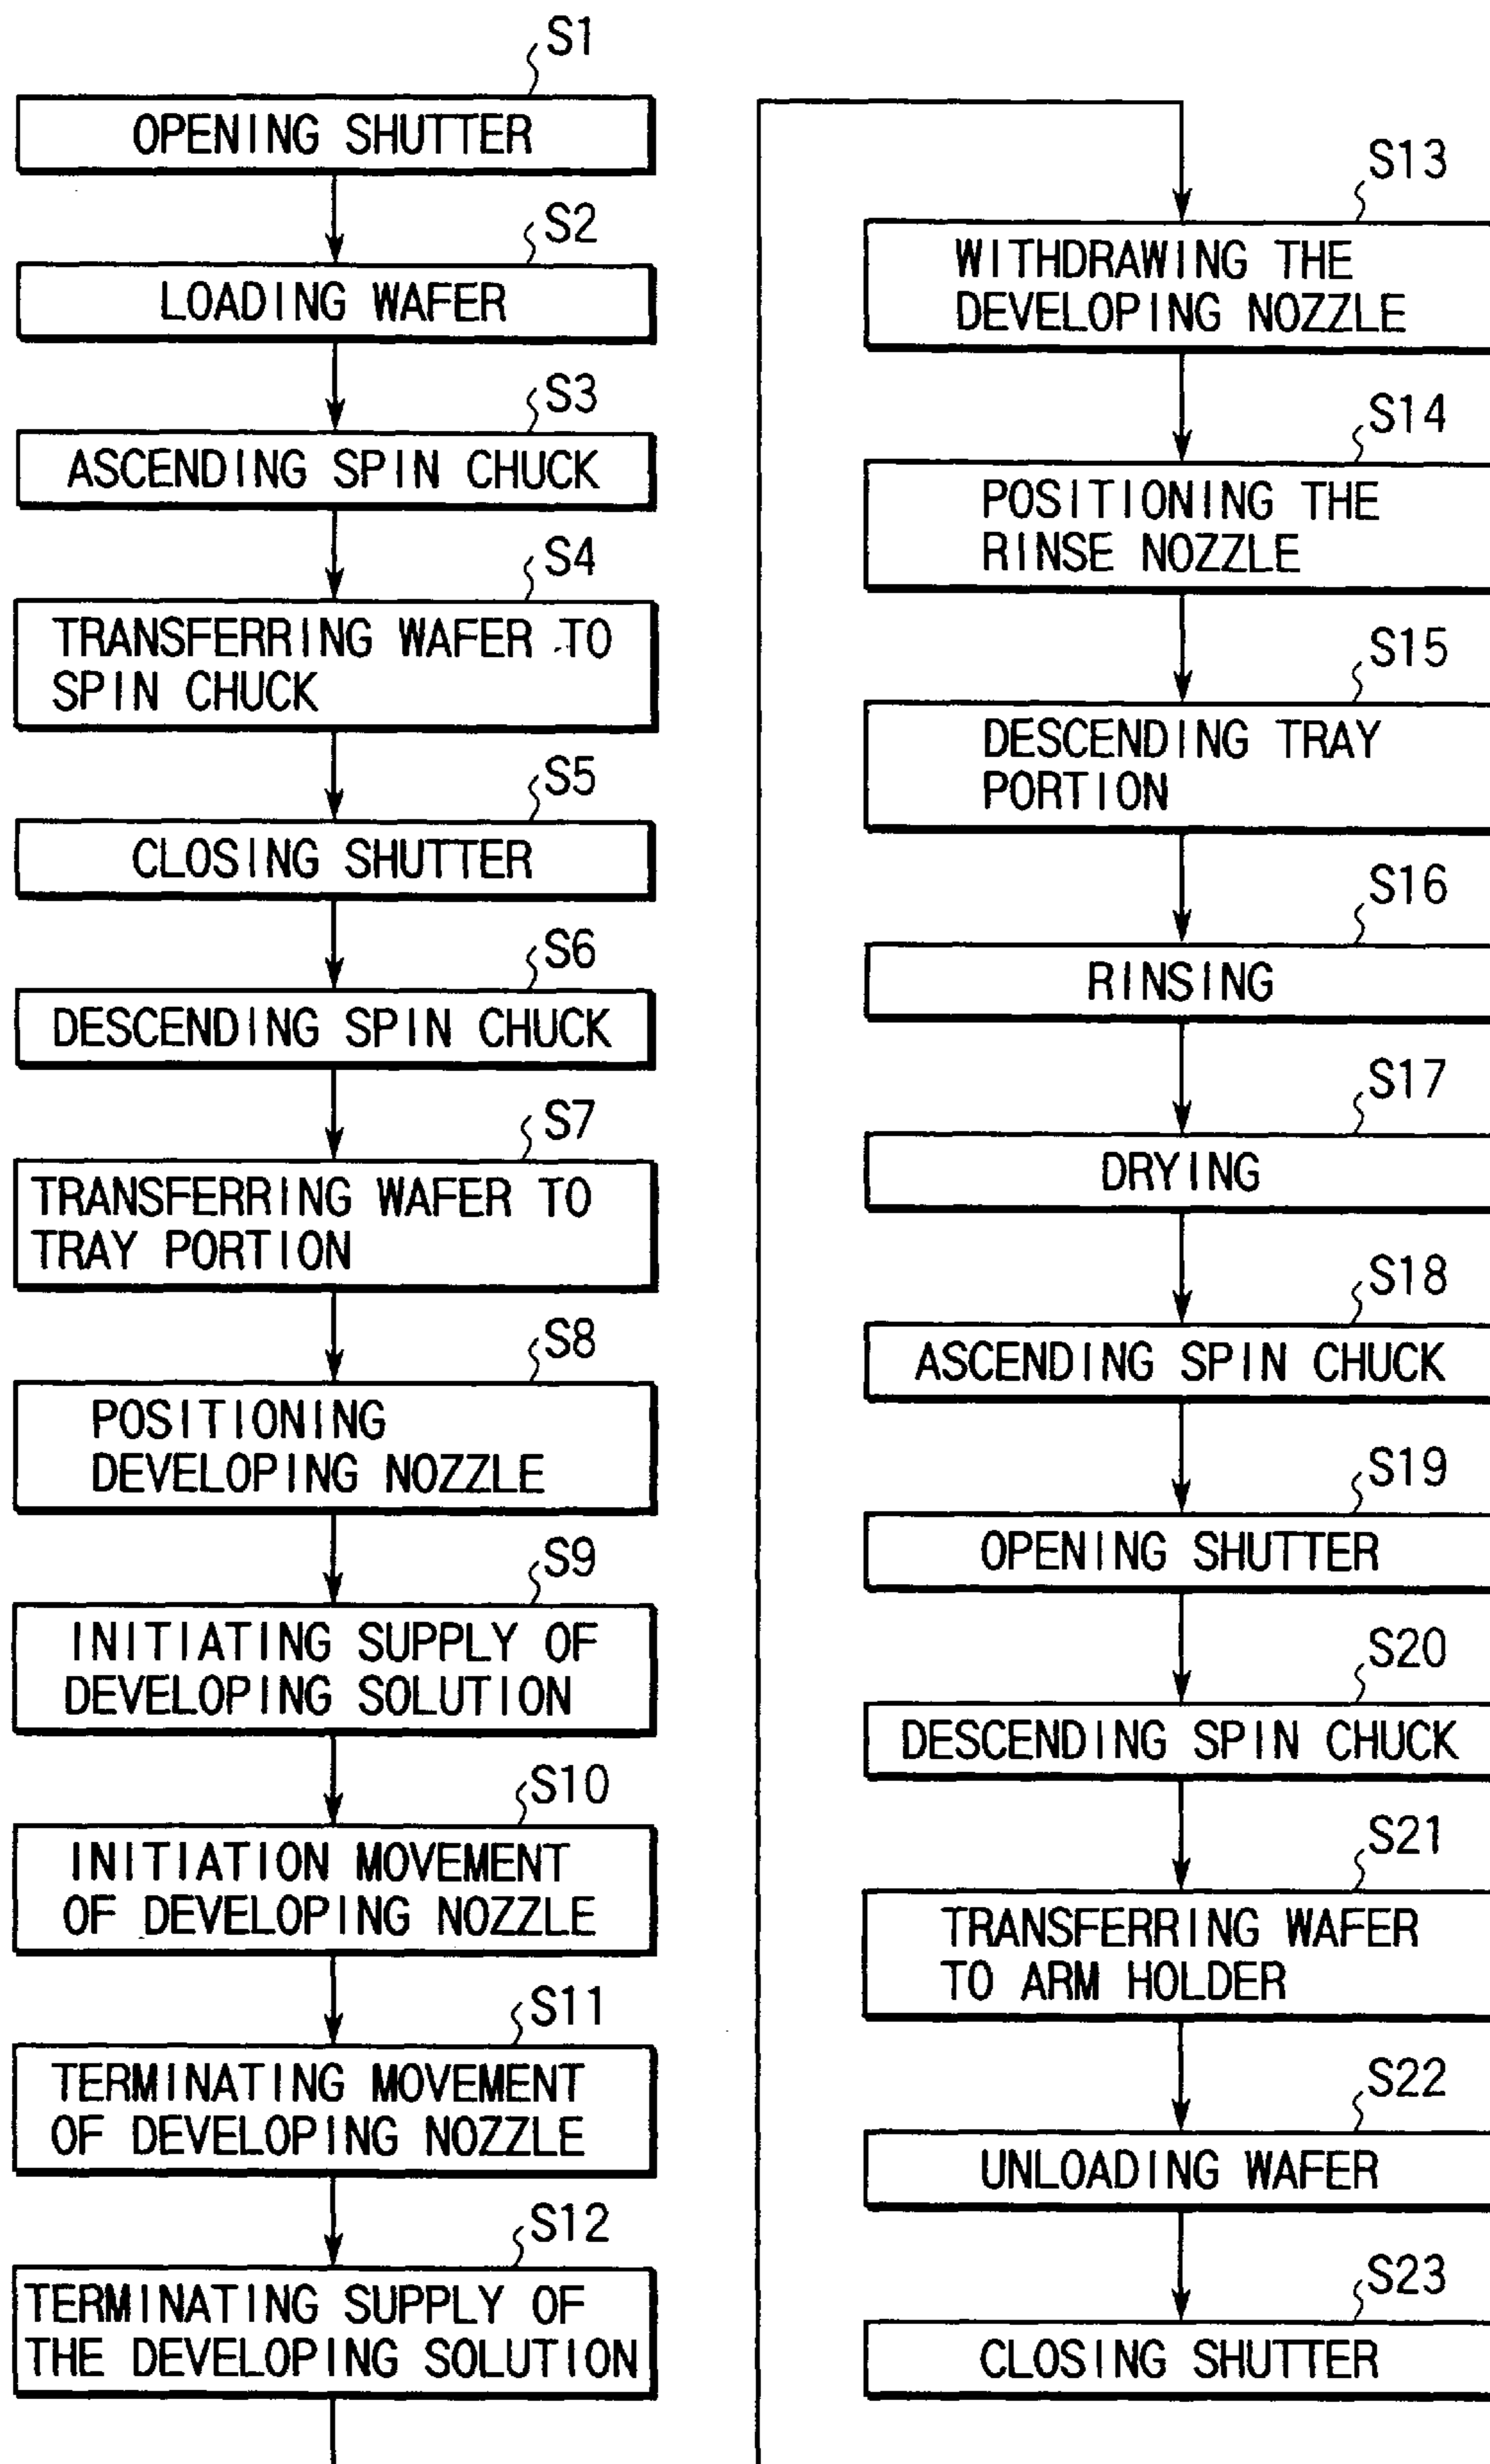 S1
OPENING SHUTTER
S2
LOADING WAFER
S3
ASCENDING SPIN CHUCK
S4
TRANSFERRING WAFER TO
SPIN CHUCK
S5
CLOSING SHUTTER
S6
DESCENDING SPIN CHUCK
S7
TRANSFERRING WAFER TO
TRAY PORTION
S8
POSITIONING
DEVELOPING NOZZLE
S9
INITIATING SUPPLY OF
DEVELOPING SOLUTION
S10
INITIATION MOVEMENT
OF DEVELOPING NOZZLE
S11
TERMINATING MOVEMENT
OF DEVELOPING NOZZLE
S12
TERMINATING SUPPLY OF
THE DEVELOPING SOLUTION
S13
WITHDRAWING THE
DEVELOPING NOZZLE
S14
POSITIONING THE
RINSE NOZZLE
S15
DESCENDING TRAY
PORTION
S16
RINSING
S17
DRYING
S18
ASCENDING SPIN CHUCK
S19
OPENING SHUTTER
S20
DESCENDING SPIN CHUCK
S21
TRANSFERRING WAFER
TO ARM HOLDER
S22
UNLOADING WAFER
S23
CLOSING SHUTTER